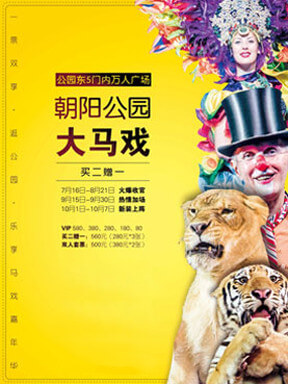 公园东5门内万人广场
朝阳公园
大马戏
买二赠一
7月16日-8月21日 火爆收官
9月15日-9月30日 热情加场
10月1日-10月7日 新装上阵
VIP 580、380、280、180、80
买二赠一：560元（280元*3张）
双人套票：500元（380元*2张）
一票双享·逛公园·乐享马戏嘉年华